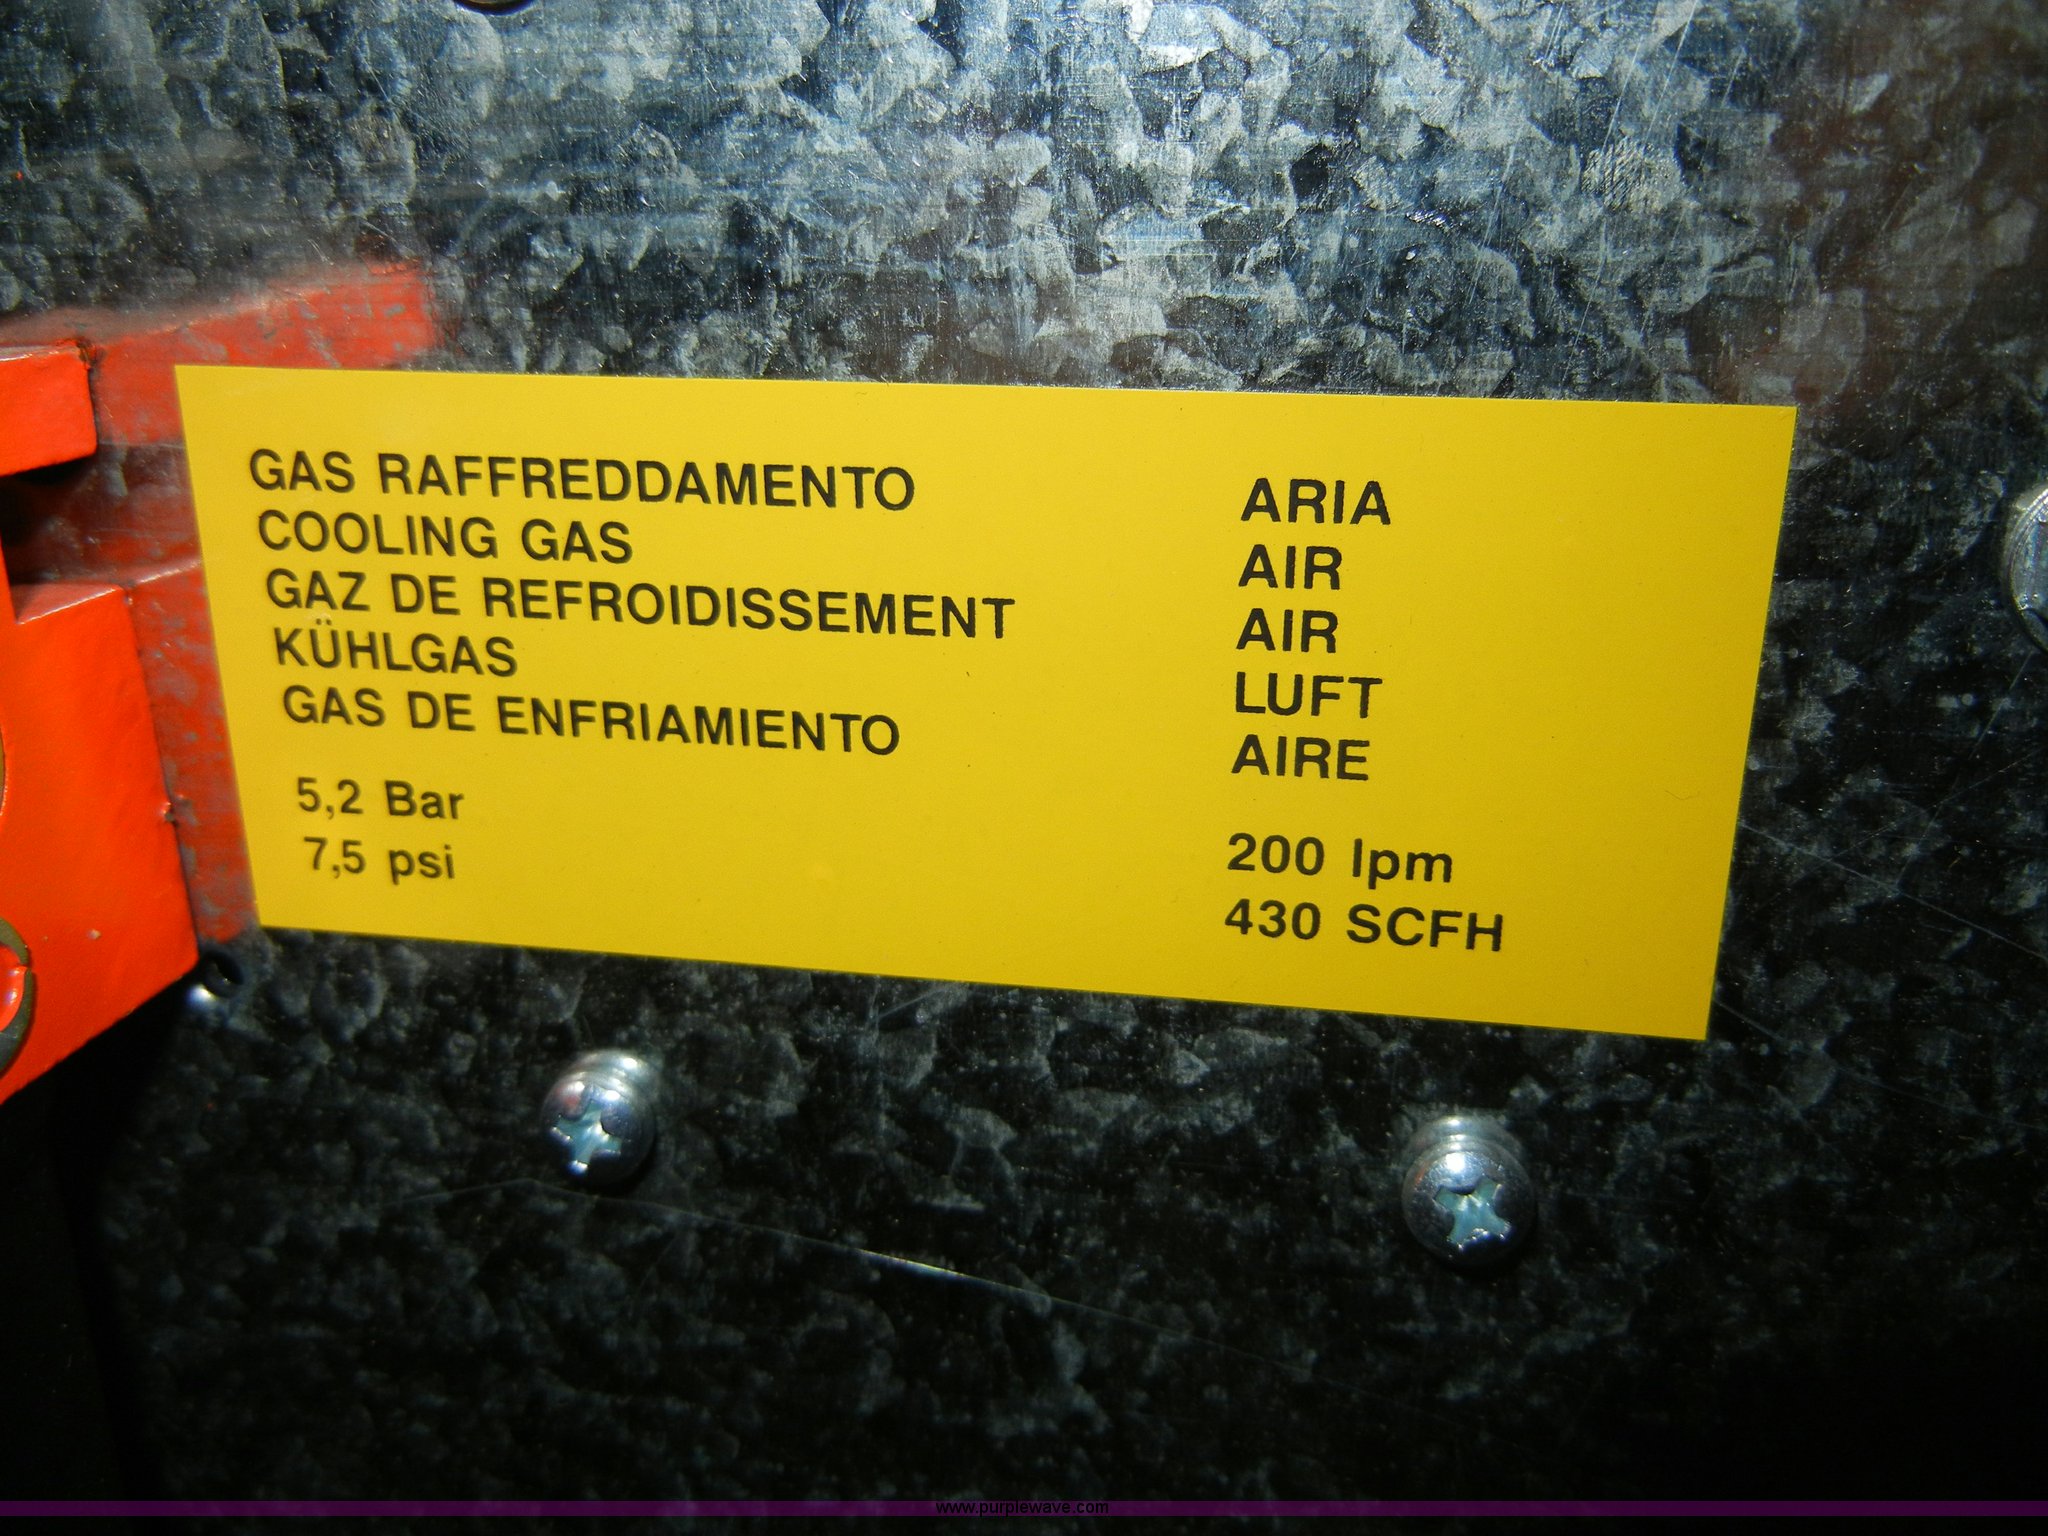 GAS RAFFREDDAMENTO ARIA
COOLING GAS AIR
GAZ DE REFROIDISSEMENT AIR
KÜHLGAS LUFT
GAS DE ENFRIAMIENTO AIRE
5,2 Bar 200 lpm
7,5 psi 430 SCFH
www.purplewave.com